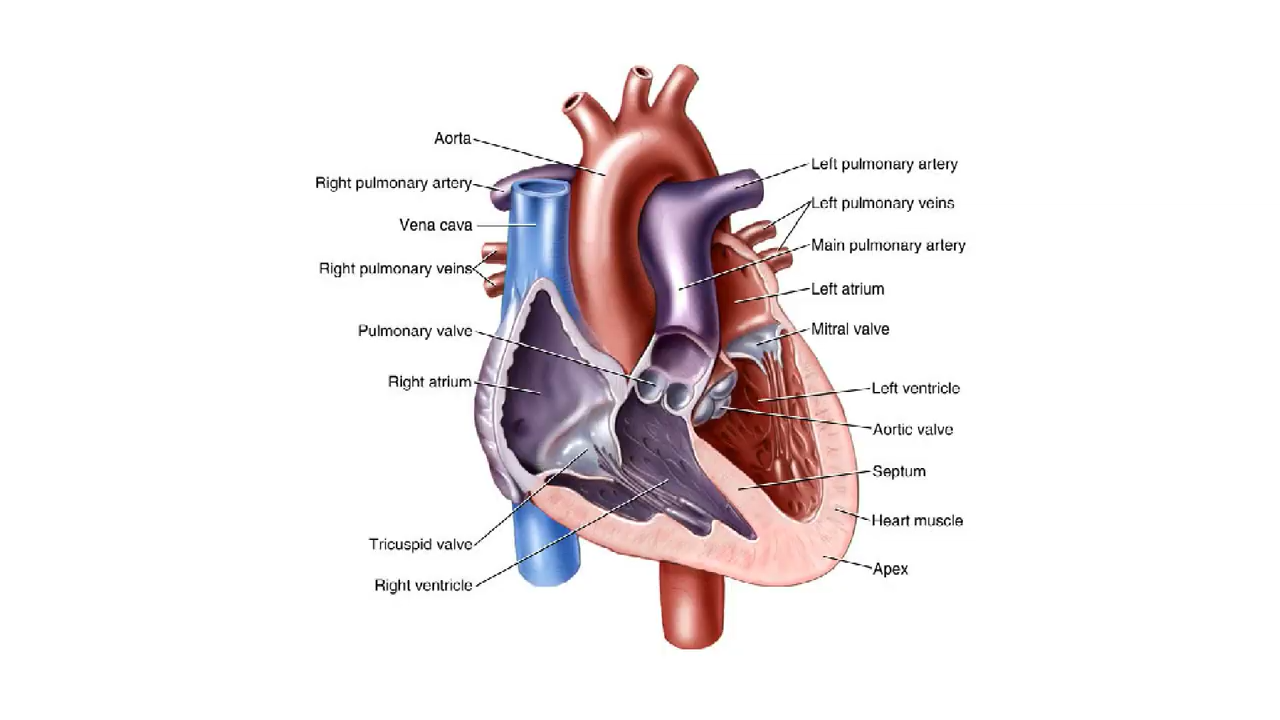 Aorta
Right pulmonary artery
Vena cava
Right pulmonary veins
Pulmonary valve
Right atrium
Tricuspid valve
Right ventricle
Left pulmonary artery
Left pulmonary veins
Main pulmonary artery
Left atrium
Mitral valve
Left ventricle
Aortic valve
Septum
Heart muscle
Apex